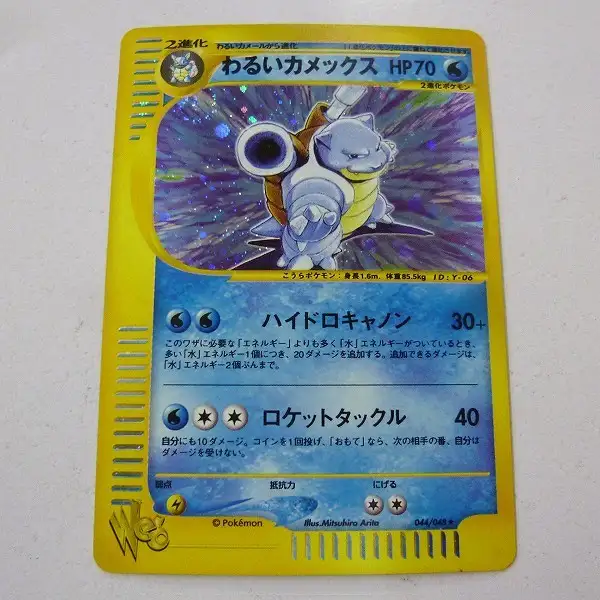 2進化 わるいカメールから進化
わるいカメックス HP70
2進化ポケモン
こうらポケモン：身長1.6m、体重85.5kg ID:Y-06
ハイドロキャノン 30+
このワザに必要な「エネルギー」よりも多く「水」エネルギーがついているとき、
多い「水」エネルギー1個につき、20ダメージを追加する。追加できるダメージは、
「水」エネルギー2個ぶんまで。
ロケットタックル 40
自分にも10ダメージ。コインを1回投げ、「おもて」なら、次の相手の番、自分は
ダメージを受けない。
弱点 抵抗力 にげる
Web
© Pokémon Illus.Mitsuhiro Arita 044/048★